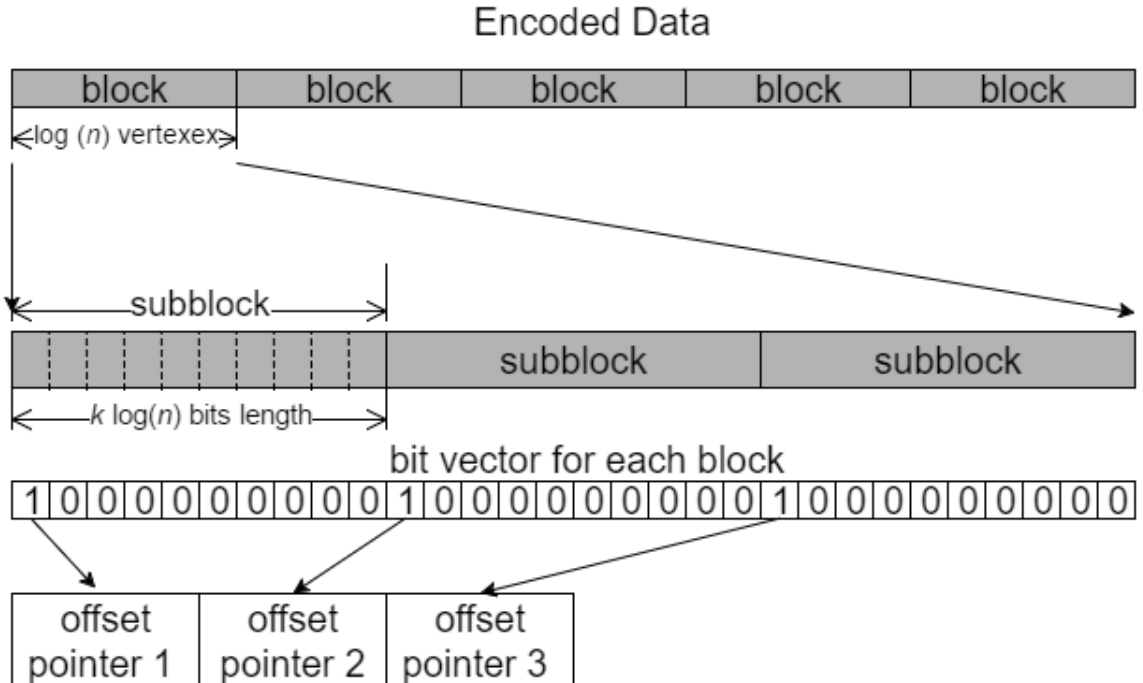 Encoded Data
block block block block block
log (n) vertexex
subblock
subblock subblock
k log(n) bits length
bit vector for each block
1 0 0 0 0 0 0 0 0 0 1 0 0 0 0 0 0 0 0 0 1 0 0 0 0 0 0 0 0 0
offset offset offset
pointer 1 pointer 2 pointer 3